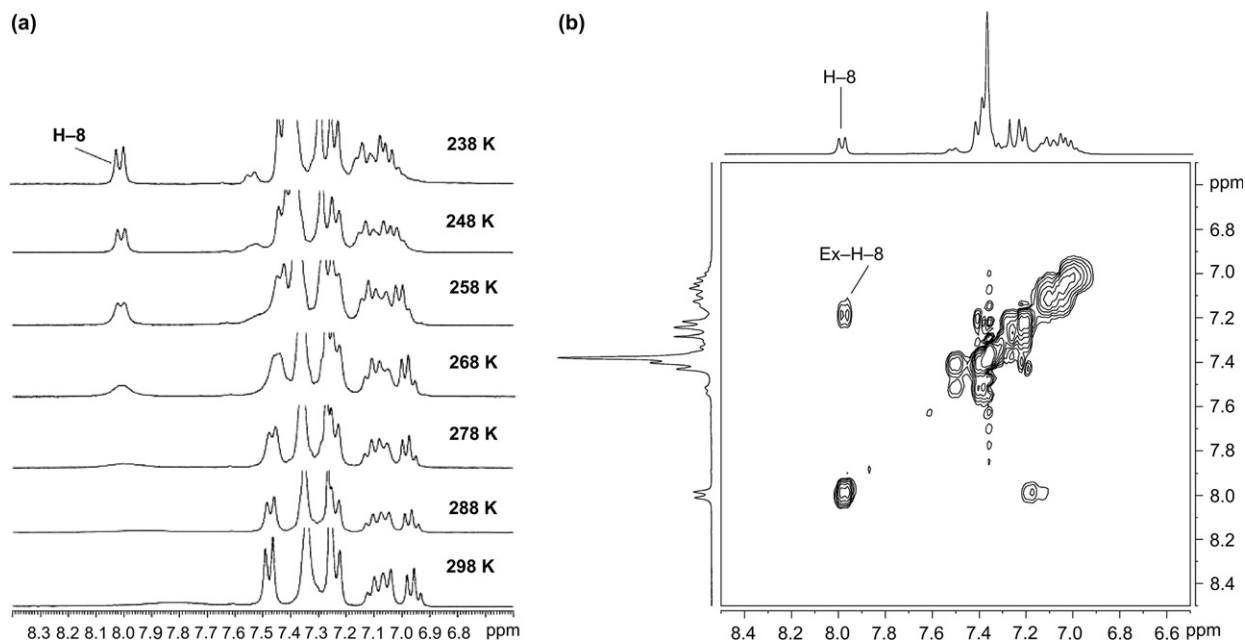 (a)
H–8
238 K
248 K
258 K
268 K
278 K
288 K
298 K
8.3 8.2 8.1 8.0 7.9 7.8 7.7 7.6 7.5 7.4 7.3 7.2 7.1 7.0 6.9 6.8 ppm
(b)
H–8
ppm
Ex–H–8
6.8
7.0
7.2
7.4
7.6
7.8
8.0
8.2
8.4
8.4 8.2 8.0 7.8 7.6 7.4 7.2 7.0 6.8 6.6 ppm